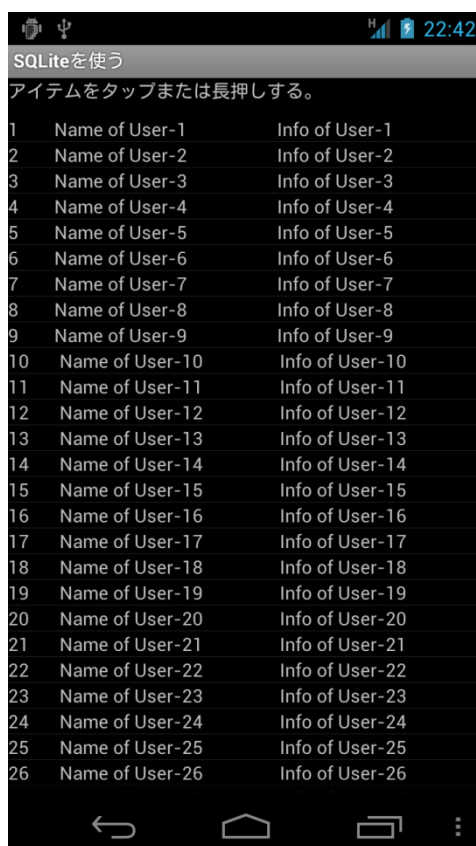 H 22:42
SQLiteを使う
アイテムをタップまたは長押しする。
1 Name of User-1 Info of User-1
2 Name of User-2 Info of User-2
3 Name of User-3 Info of User-3
4 Name of User-4 Info of User-4
5 Name of User-5 Info of User-5
6 Name of User-6 Info of User-6
7 Name of User-7 Info of User-7
8 Name of User-8 Info of User-8
9 Name of User-9 Info of User-9
10 Name of User-10 Info of User-10
11 Name of User-11 Info of User-11
12 Name of User-12 Info of User-12
13 Name of User-13 Info of User-13
14 Name of User-14 Info of User-14
15 Name of User-15 Info of User-15
16 Name of User-16 Info of User-16
17 Name of User-17 Info of User-17
18 Name of User-18 Info of User-18
19 Name of User-19 Info of User-19
20 Name of User-20 Info of User-20
21 Name of User-21 Info of User-21
22 Name of User-22 Info of User-22
23 Name of User-23 Info of User-23
24 Name of User-24 Info of User-24
25 Name of User-25 Info of User-25
26 Name of User-26 Info of User-26